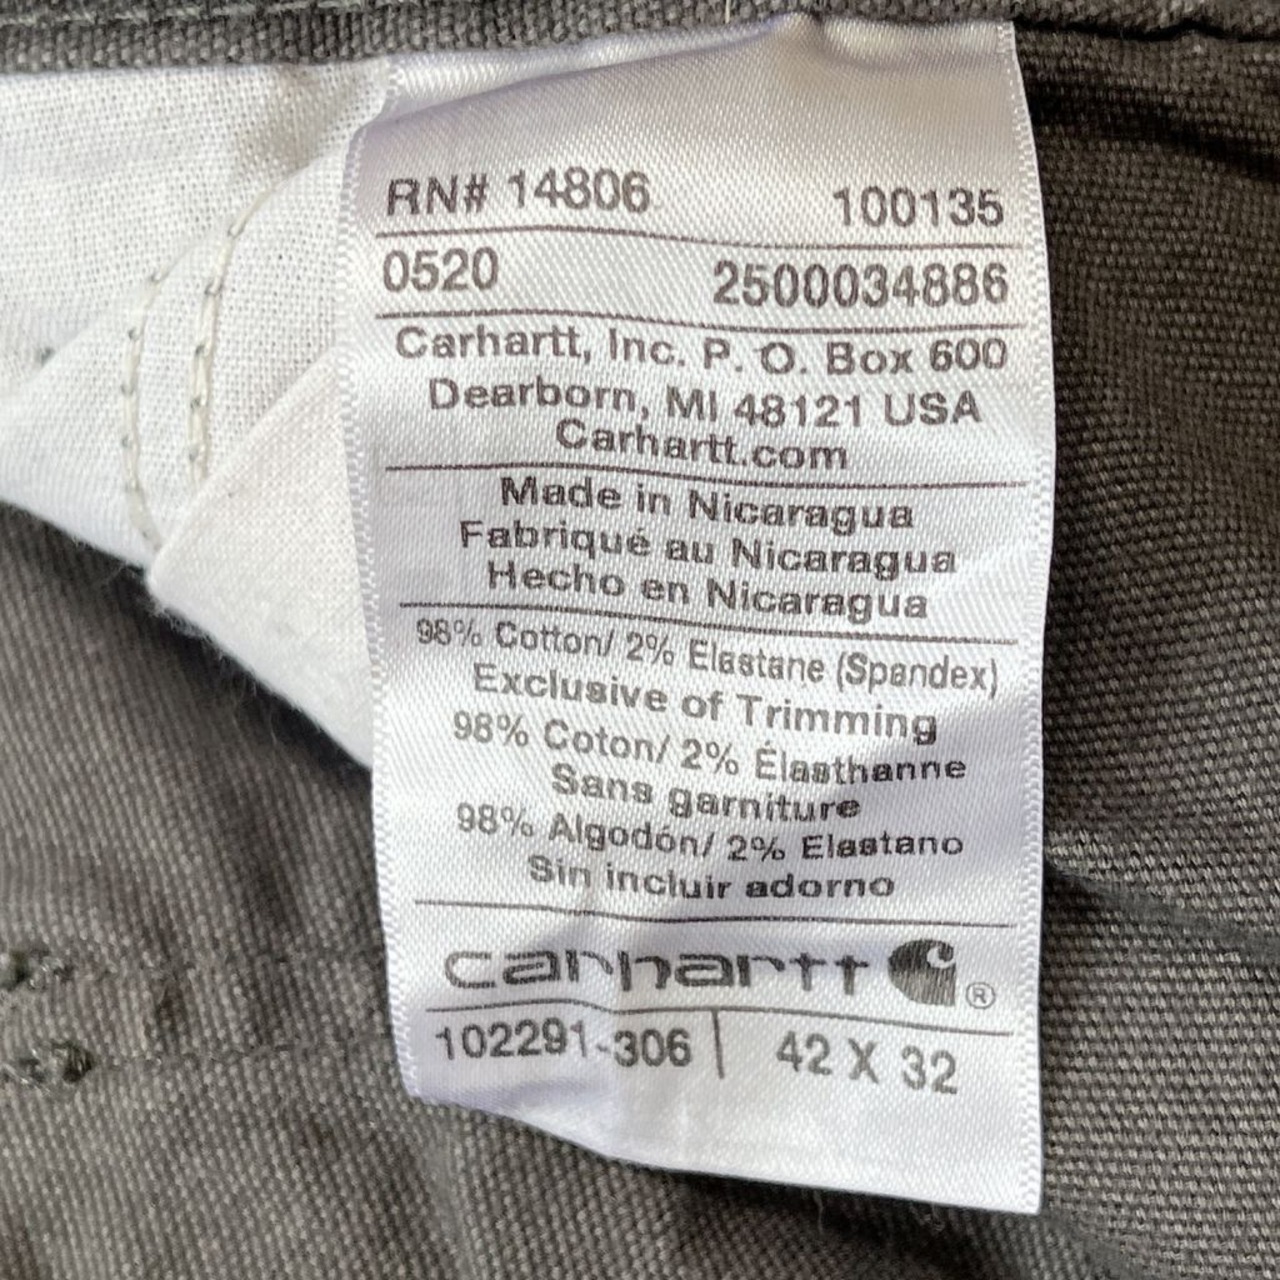 RN# 14806 100135
0520 2500034886
Carhartt, Inc. P. O. Box 600
Dearborn, MI 48121 USA
Carhartt.com
Made in Nicaragua
Fabriqué au Nicaragua
Hecho en Nicaragua
98% Cotton/ 2% Elastane (Spandex)
Exclusive of Trimming
98% Coton/ 2% Élasthanne
Sans garniture
98% Algodón/ 2% Elastano
Sin incluir adorno
carhartt ®
102291-306 | 42 X 32